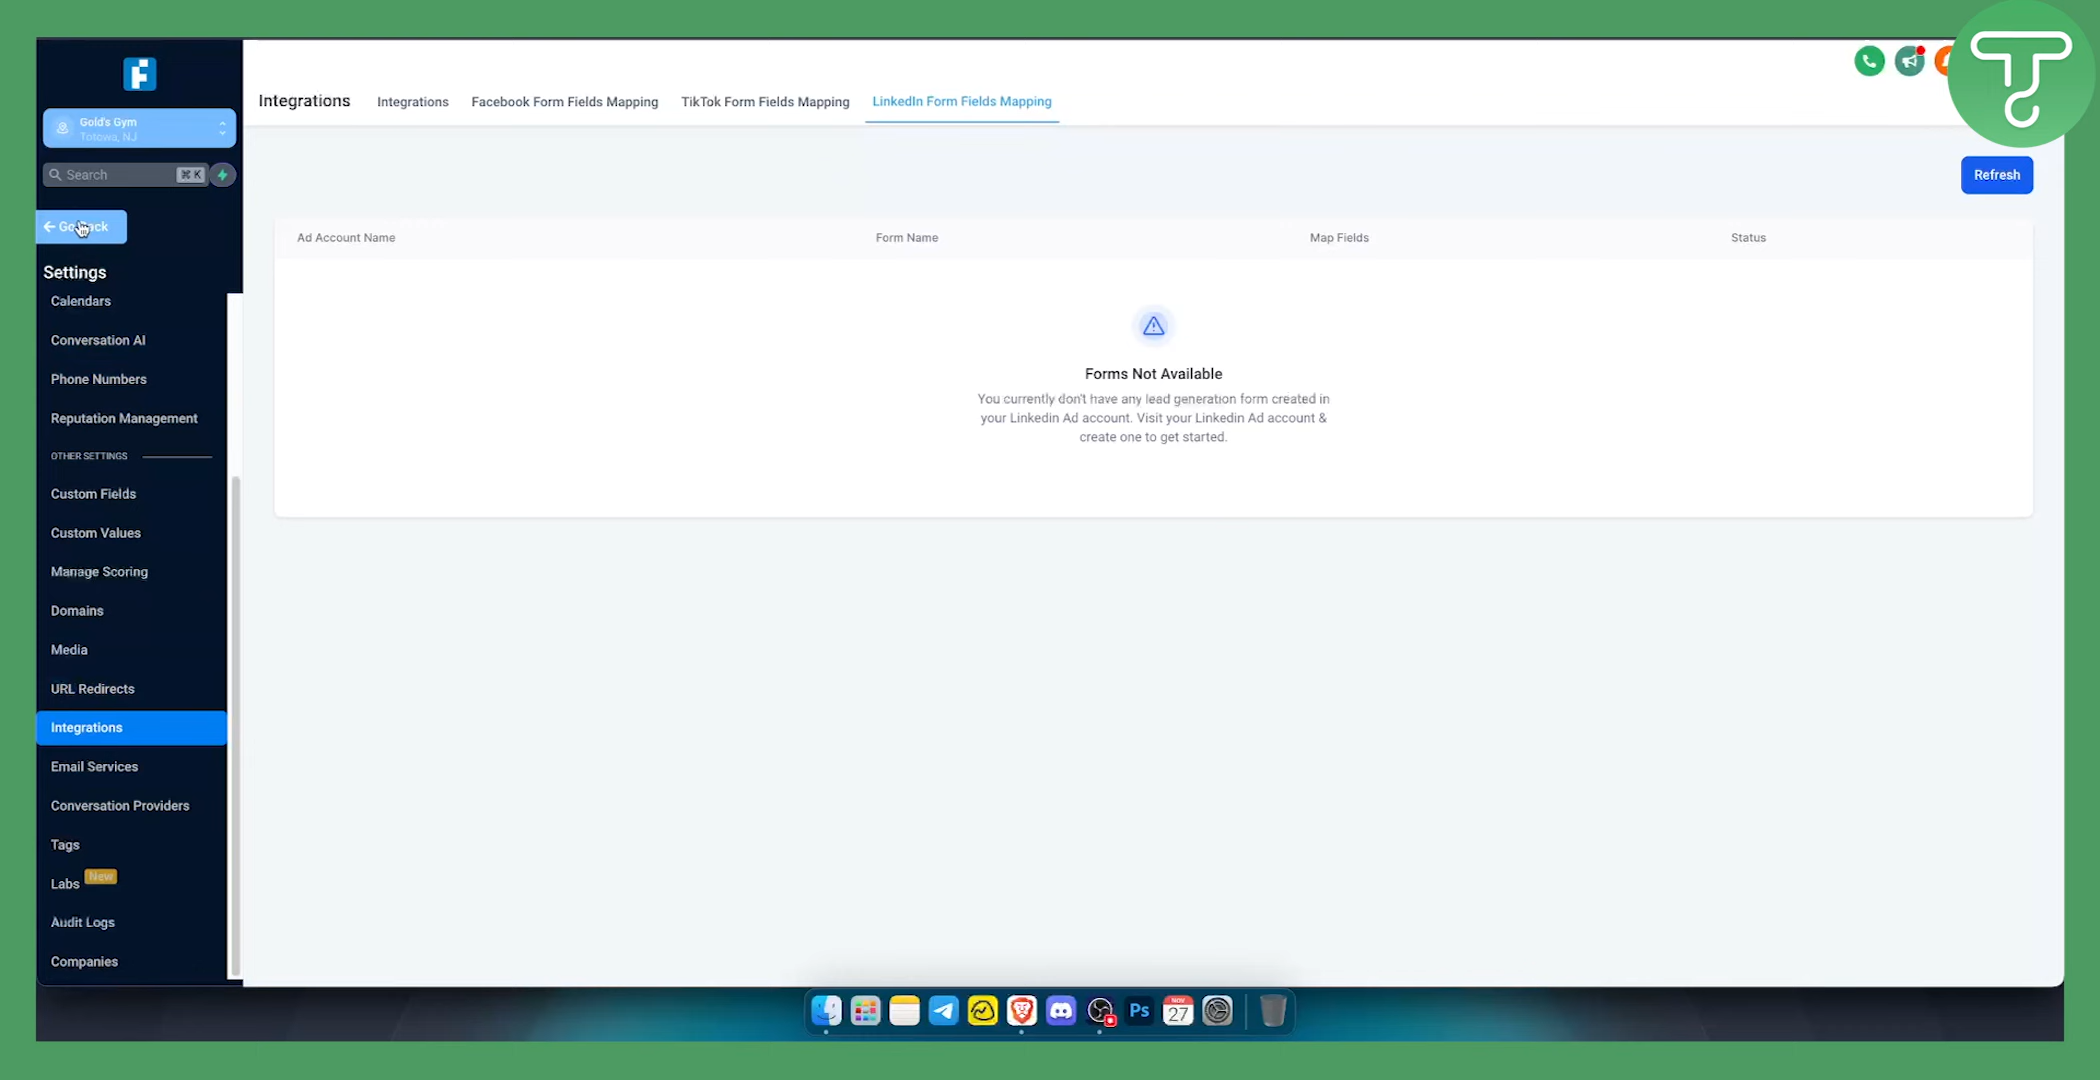 Gold's Gym
Totowa, NJ
Search
⌘ K
Settings
Calendars
Conversation AI
Phone Numbers
Reputation Management
OTHER SETTINGS
Custom Fields
Custom Values
Manage Scoring
Domains
Media
URL Redirects
Integrations
Email Services
Conversation Providers
Tags
Labs New
Audit Logs
Companies
Integrations Integrations Facebook Form Fields Mapping TikTok Form Fields Mapping LinkedIn Form Fields Mapping
Refresh
Ad Account Name Form Name Map Fields Status
Forms Not Available
You currently don't have any lead generation form created in
your Linkedin Ad account. Visit your Linkedin Ad account &
create one to get started.
Ps
NOV
27